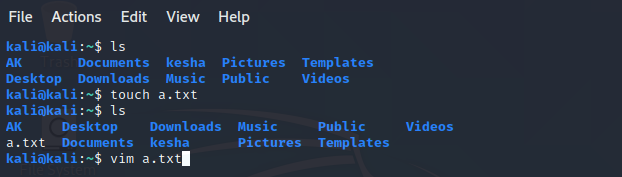 File Actions Edit View Help
kali@kali:~$ ls
AK Documents kesha Pictures Templates
Desktop Downloads Music Public Videos
kali@kali:~$ touch a.txt
kali@kali:~$ ls
AK Desktop Downloads Music Public Videos
a.txt Documents kesha Pictures Templates
kali@kali:~$ vim a.txt